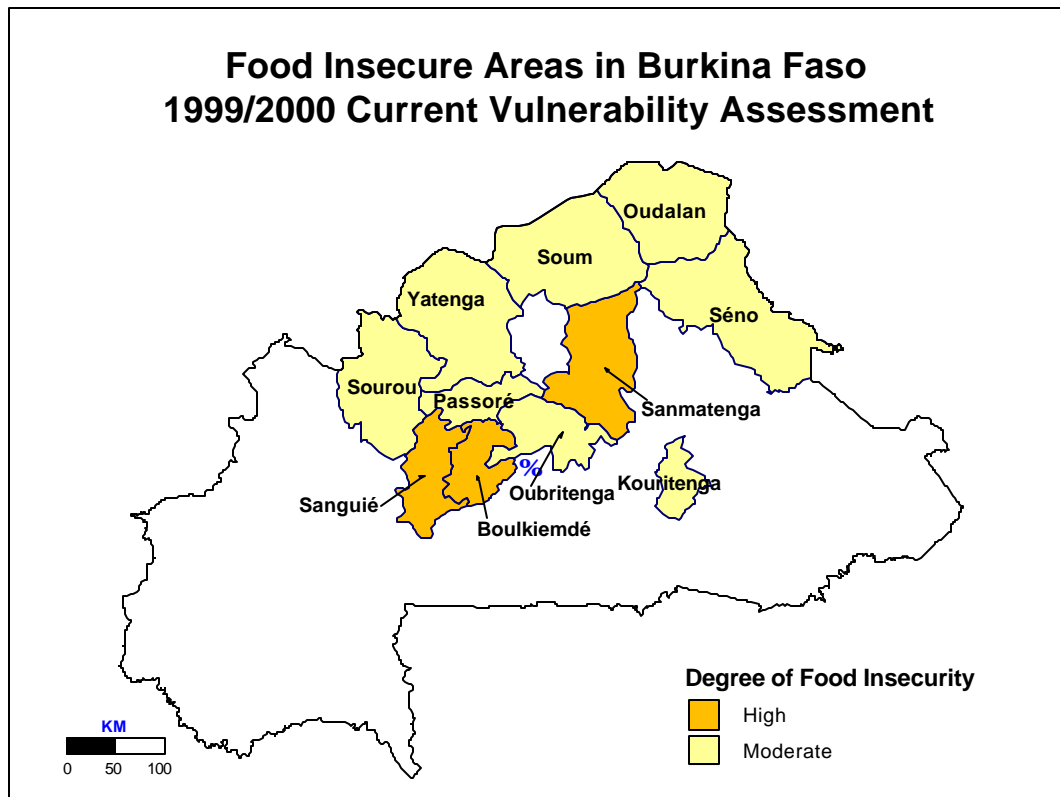 Food Insecure Areas in Burkina Faso
1999/2000 Current Vulnerability Assessment
Oudalan
Soum
Yatenga
Séno
Sourou
Passoré
Sanmatenga
%
Kouritenga
Oubritenga
Sanguié
Boulkiemdé
Degree of Food Insecurity
High
Moderate
KM
0 50 100